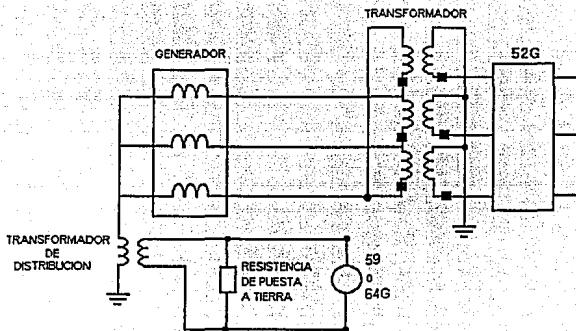 TRANSFORMADOR
GENERADOR
52G
TRANSFORMADOR
DE
DISTRIBUCION
RESISTENCIA
DE PUESTA
A TIERRA
59
o
64G